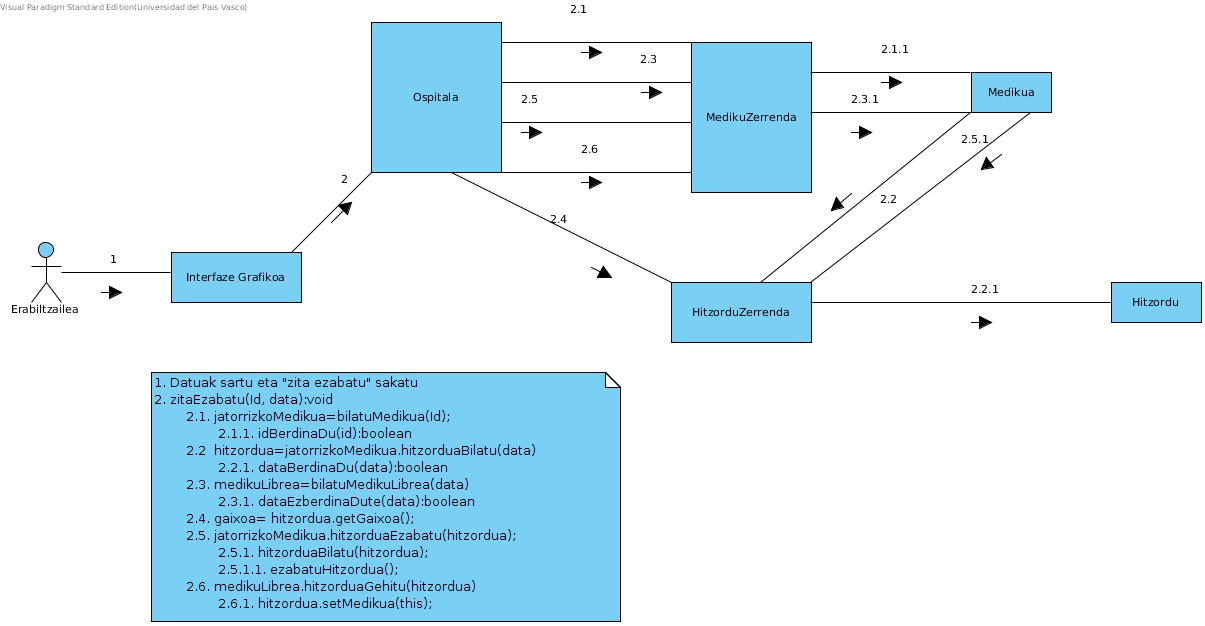 Visual Paradigm Standard Edition(Universidad del Pais Vasco)
2.1
2.3
2.1.1
Ospitala
2.5
2.3.1
Medikua
MedikuZerrenda
2.6
2.5.1
2
2.2
2.4
1
Interfaze Grafikoa
2.2.1
Erabiltzailea
HitzorduZerrenda
Hitzordu
1. Datuak sartu eta "zita ezabatu" sakatu
2. zitaEzabatu(Id, data):void
2.1. jatorrizkoMedikua=bilatuMedikua(Id);
2.1.1. idBerdinaDu(id):boolean
2.2 hitzordua=jatorrizkoMedikua.hitzorduaBilatu(data)
2.2.1. dataBerdinaDu(data):boolean
2.3. medikuLibrea=bilatuMedikuLibrea(data)
2.3.1. dataEzberdinaDute(data):boolean
2.4. gaixoa= hitzordua.getGaixoa();
2.5. jatorrizkoMedikua.hitzorduaEzabatu(hitzordua);
2.5.1. hitzorduaBilatu(hitzordua);
2.5.1.1. ezabatuHitzordua();
2.6. medikuLibrea.hitzorduaGehitu(hitzordua)
2.6.1. hitzordua.setMedikua(this);